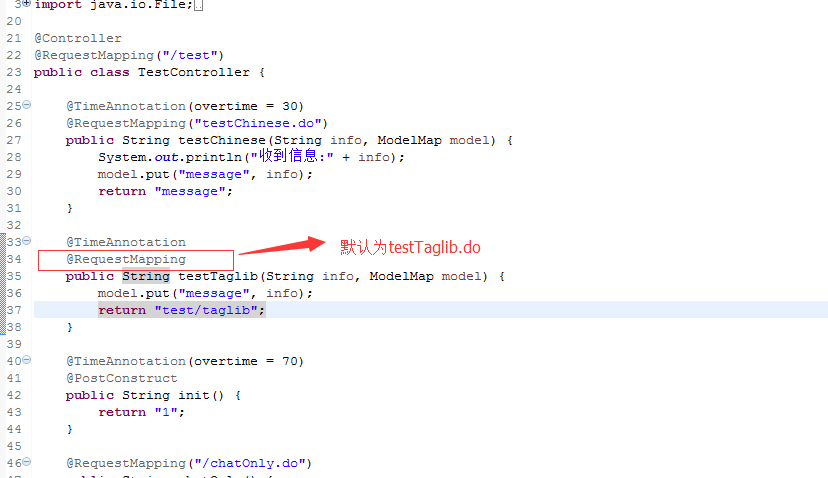 3 import java.io.File;
20
21 @Controller
22 @RequestMapping("/test")
23 public class TestController {
24
25 @TimeAnnotation(overtime = 30)
26 @RequestMapping("testChinese.do")
27 public String testChinese(String info, ModelMap model) {
28 System.out.println("收到信息:" + info);
29 model.put("message", info);
30 return "message";
31 }
32
33 @TimeAnnotation
34 @RequestMapping 默认为testTaglib.do
35 public String testTaglib(String info, ModelMap model) {
36 model.put("message", info);
37 return "test/taglib";
38 }
39
40 @TimeAnnotation(overtime = 70)
41 @PostConstruct
42 public String init() {
43 return "1";
44 }
45
46 @RequestMapping("/chatOnly.do")